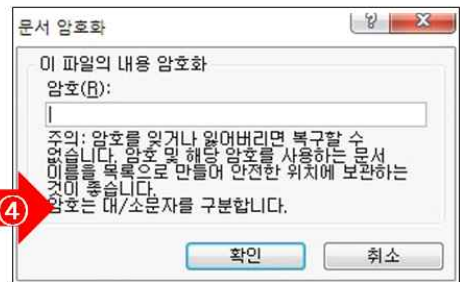 문서 암호화
이 파일의 내용 암호화
암호(R):
주의: 암호를 잊거나 잃어버리면 복구할 수
없습니다. 암호 및 해당 암호를 사용하는 문서
이름을 목록으로 만들어 안전한 위치에 보관하는
것이 좋습니다.
④
암호는 대/소문자를 구분합니다.
확인 취소